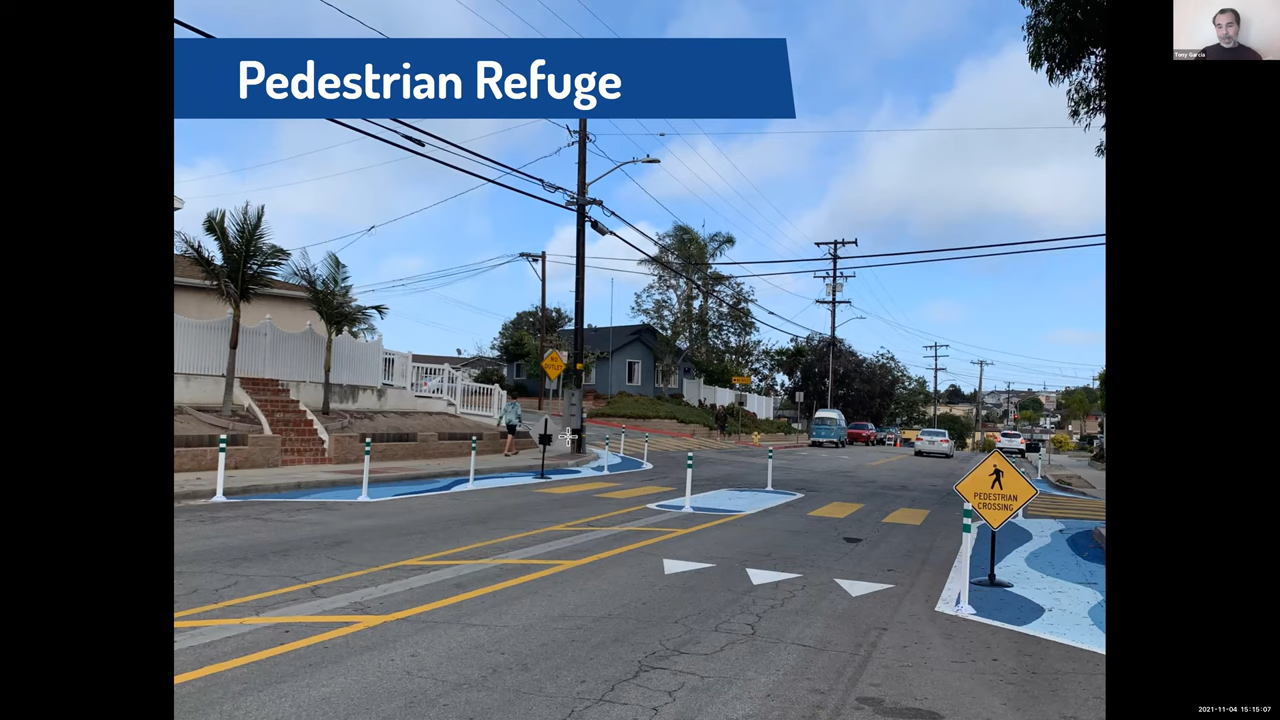 Pedestrian Refuge
Tony Garcia
NO
OUTLET
PEDESTRIAN
CROSSING
2021-11-04 15:15:07